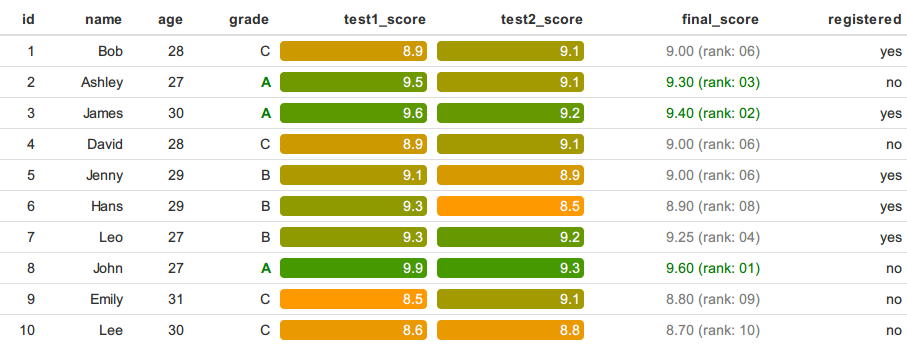 id name age grade test1_score test2_score final_score registered
1 Bob 28 C 8.9 9.1 9.00 (rank: 06) yes
2 Ashley 27 A 9.5 9.1 9.30 (rank: 03) no
3 James 30 A 9.6 9.2 9.40 (rank: 02) yes
4 David 28 C 8.9 9.1 9.00 (rank: 06) no
5 Jenny 29 B 9.1 8.9 9.00 (rank: 06) yes
6 Hans 29 B 9.3 8.5 8.90 (rank: 08) yes
7 Leo 27 B 9.3 9.2 9.25 (rank: 04) yes
8 John 27 A 9.9 9.3 9.60 (rank: 01) no
9 Emily 31 C 8.5 9.1 8.80 (rank: 09) no
10 Lee 30 C 8.6 8.8 8.70 (rank: 10) no